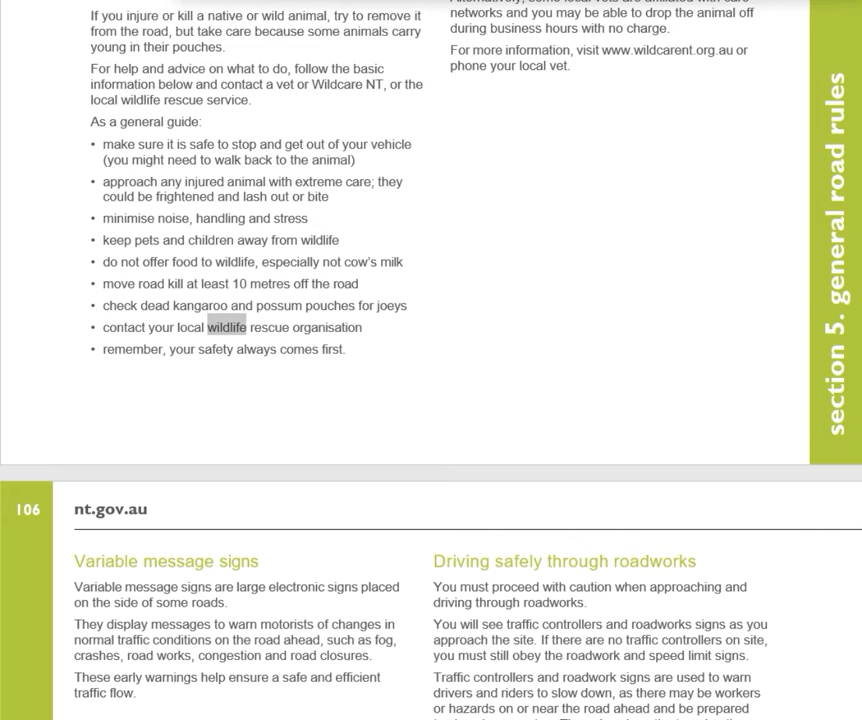 If you injure or kill a native or wild animal, try to remove it
from the road, but take care because some animals carry
young in their pouches.
For help and advice on what to do, follow the basic
information below and contact a vet or Wildcare NT, or the
local wildlife rescue service.
As a general guide:
• make sure it is safe to stop and get out of your vehicle
(you might need to walk back to the animal)
• approach any injured animal with extreme care; they
could be frightened and lash out or bite
• minimise noise, handling and stress
• keep pets and children away from wildlife
• do not offer food to wildlife, especially not cow's milk
• move road kill at least 10 metres off the road
• check dead kangaroo and possum pouches for joeys
• contact your local wildlife rescue organisation
• remember, your safety always comes first.
networks and you may be able to drop the animal off
during business hours with no charge.
For more information, visit www.wildcarent.org.au or
phone your local vet.
section 5. general road rules
106
nt.gov.au
Variable message signs
Variable message signs are large electronic signs placed
on the side of some roads.
They display messages to warn motorists of changes in
normal traffic conditions on the road ahead, such as fog,
crashes, road works, congestion and road closures.
These early warnings help ensure a safe and efficient
traffic flow.
Driving safely through roadworks
You must proceed with caution when approaching and
driving through roadworks.
You will see traffic controllers and roadworks signs as you
approach the site. If there are no traffic controllers on site,
you must still obey the roadwork and speed limit signs.
Traffic controllers and roadwork signs are used to warn
drivers and riders to slow down, as there may be workers
or hazards on or near the road ahead and be prepared